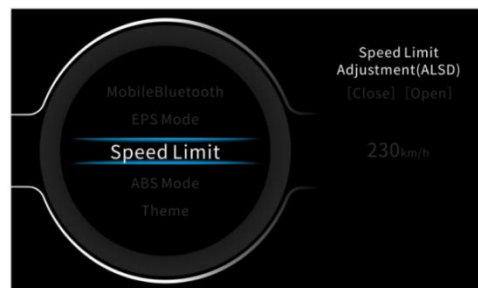 MobileBluetooth
EPS Mode
Speed Limit
ABS Mode
Theme
Speed Limit
Adjustment(ALSD)
[Close] [Open]
230km/h